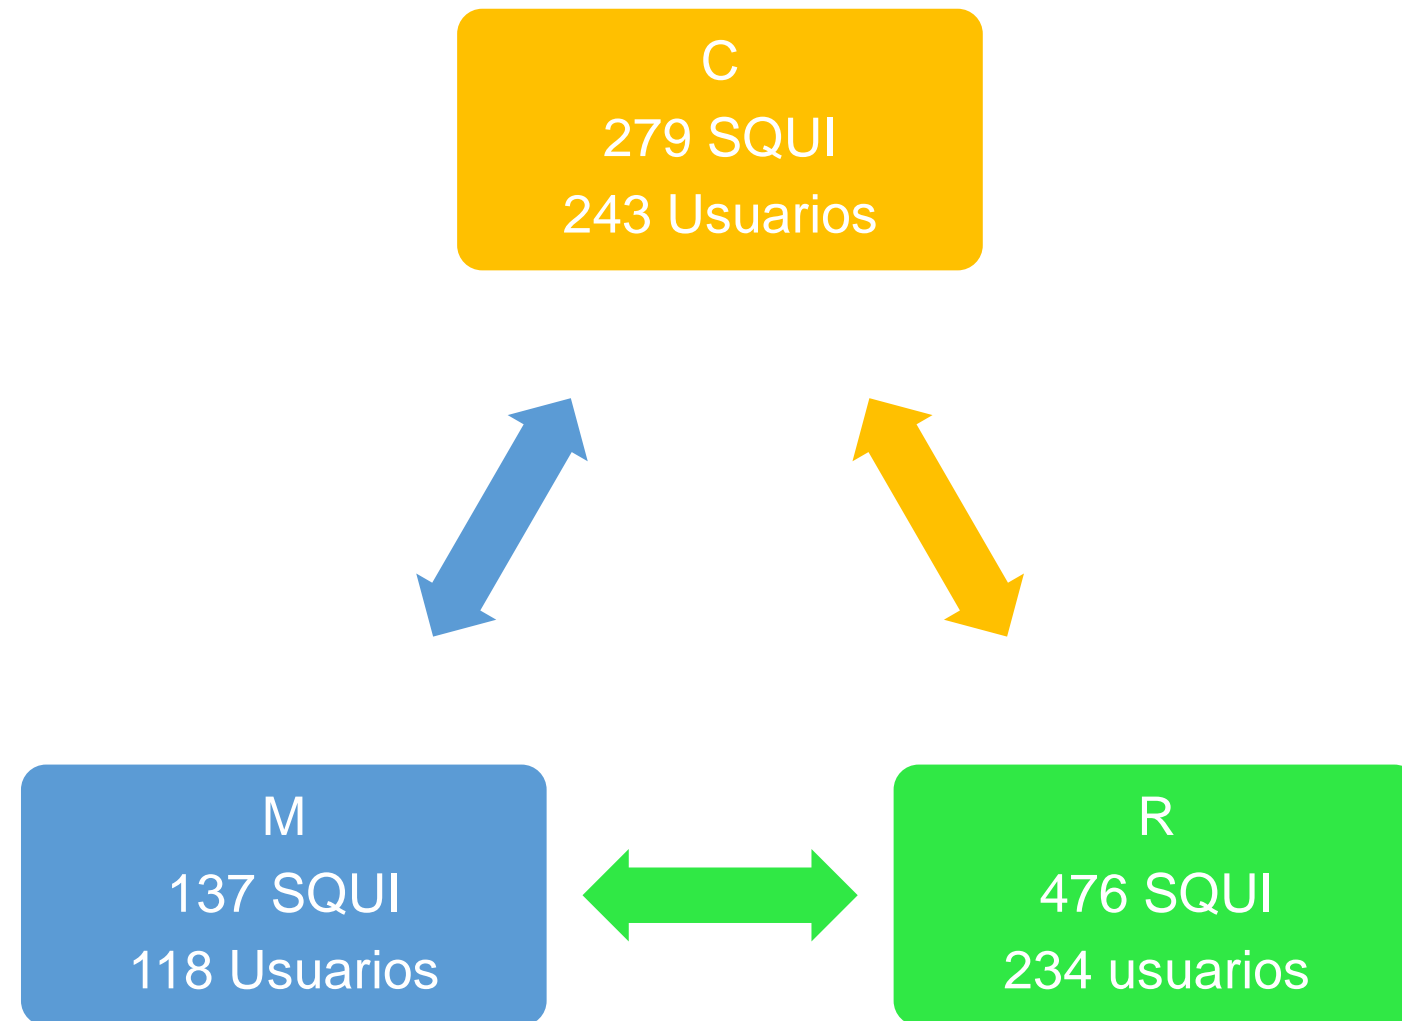 C
279 SQUI
243 Usuarios
M
137 SQUI
118 Usuarios
R
476 SQUI
234 usuarios